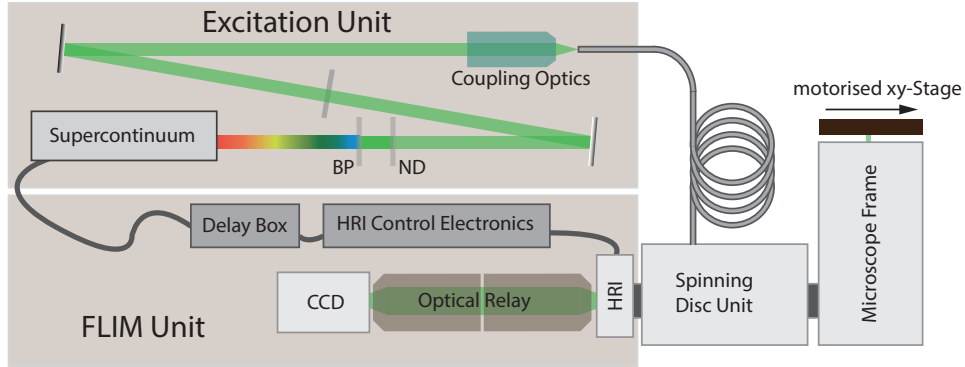 Excitation Unit
Coupling Optics
motorised xy-Stage
Supercontinuum
BP
ND
Delay Box
HRI Control Electronics
CCD
Optical Relay
HRI
Spinning
Disc Unit
Microscope Frame
FLIM Unit